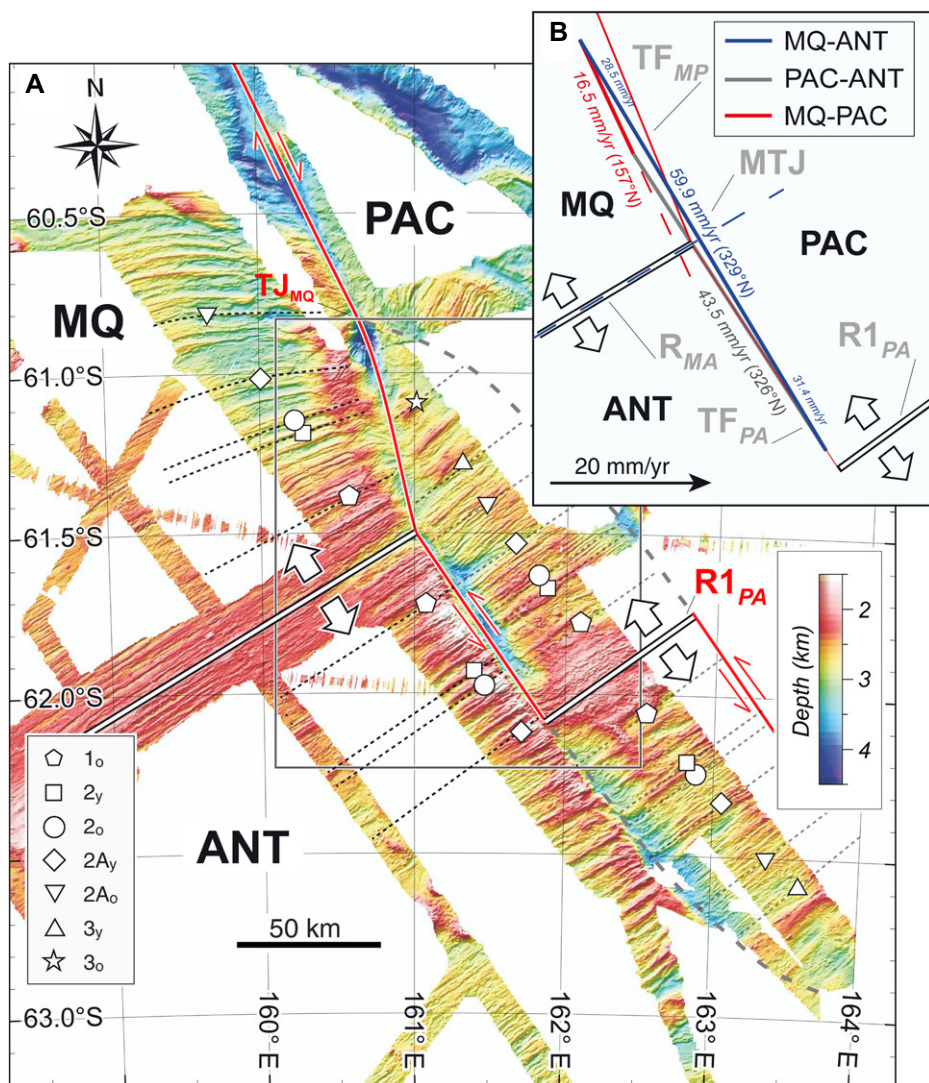 A
N
60.5°S
61.0°S
61.5°S
62.0°S
63.0°S
MQ
PAC
TJMQ
R1PA
ANT
1o
2y
2o
2Ay
2Ao
3y
3o
50 km
160° E
161° E
162° E
163° E
164° E
Depth (km)
2
3
4
B
MQ-ANT
PAC-ANT
MQ-PAC
TFMP
28.5 mm/yr
16.5 mm/yr (157°N)
MTJ
59.9 mm/yr (329°N)
MQ
PAC
43.5 mm/yr (326°N)
RMA
R1PA
31.4 mm/yr
ANT
TFPA
20 mm/yr